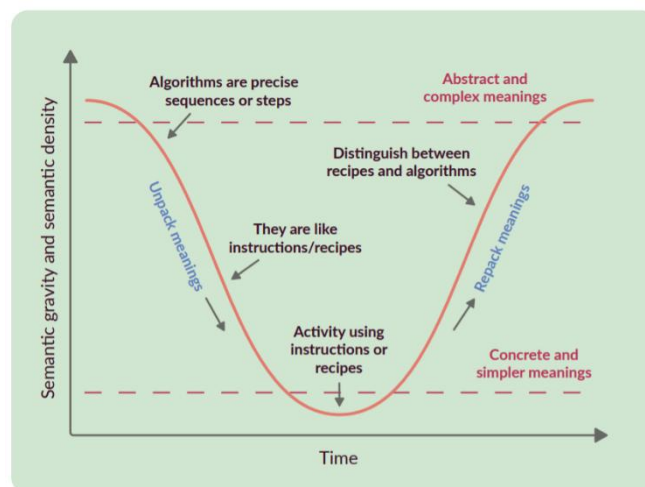 Algorithms are precise
sequences or steps
Abstract and
complex meanings
Distinguish between
recipes and algorithms
Unpack meanings
They are like
instructions/recipes
Repack meanings
Activity using
instructions or
recipes
Concrete and
simpler meanings
Semantic gravity and semantic density
Time